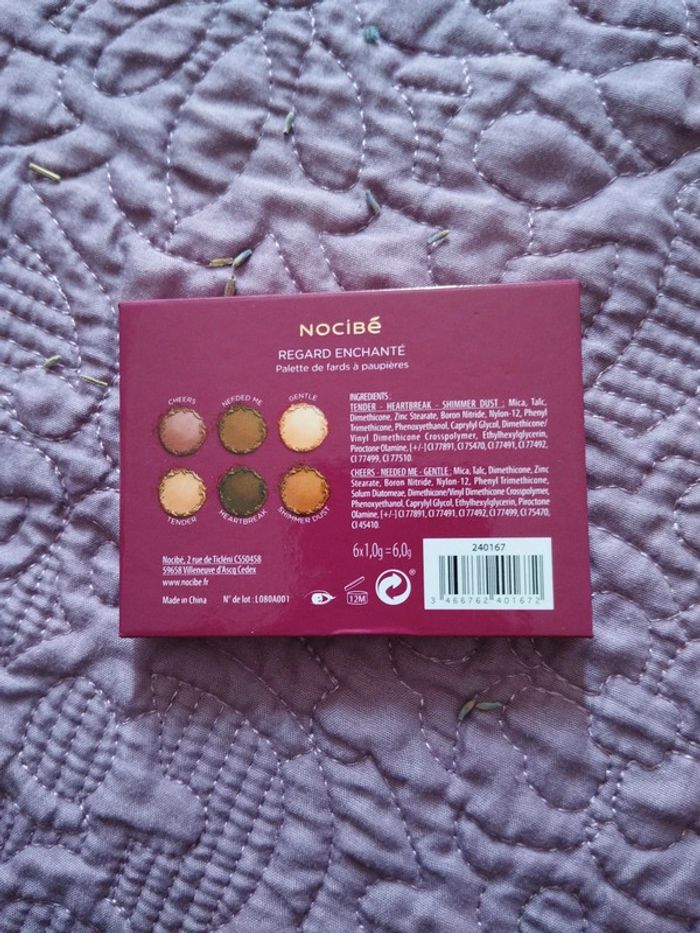 NOCIBÉ
REGARD ENCHANTÉ
Palette de fards à paupières
CHEERS
NEEDED ME
GENTLE
TENDER
HEARTBREAK
SHIMMER DUST
INGREDIENTS :
TENDER - HEARTBREAK - SHIMMER DUST : Mica, Talc,
Dimethicone, Zinc Stearate, Boron Nitride, Nylon-12, Phenyl
Trimethicone, Phenoxyethanol, Caprylyl Glycol, Dimethicone/
Vinyl Dimethicone Crosspolymer, Ethylhexylglycerin,
Piroctone Olamine, [+/-] CI 77891, CI 75470, CI 77491, CI 77492,
CI 77499, CI 77510.
CHEERS - NEEDED ME - GENTLE : Mica, Talc, Dimethicone, Zinc
Stearate, Boron Nitride, Nylon-12, Phenyl Trimethicone,
Solum Diatomeae, Dimethicone/Vinyl Dimethicone Crosspolymer,
Phenoxyethanol, Caprylyl Glycol, Ethylhexylglycerin, Piroctone
Olamine, [+/-] CI 77891, CI 77491, CI 77492, CI 77499, CI 75470,
CI 45410.
6x1,0g = 6,0g
Nocibé, 2 rue de Ticléni CS50458
59658 Villeneuve d'Ascq Cedex
www.nocibe.fr
Made in China N° de lot : L080A001
12M
240167
3 466762 401672